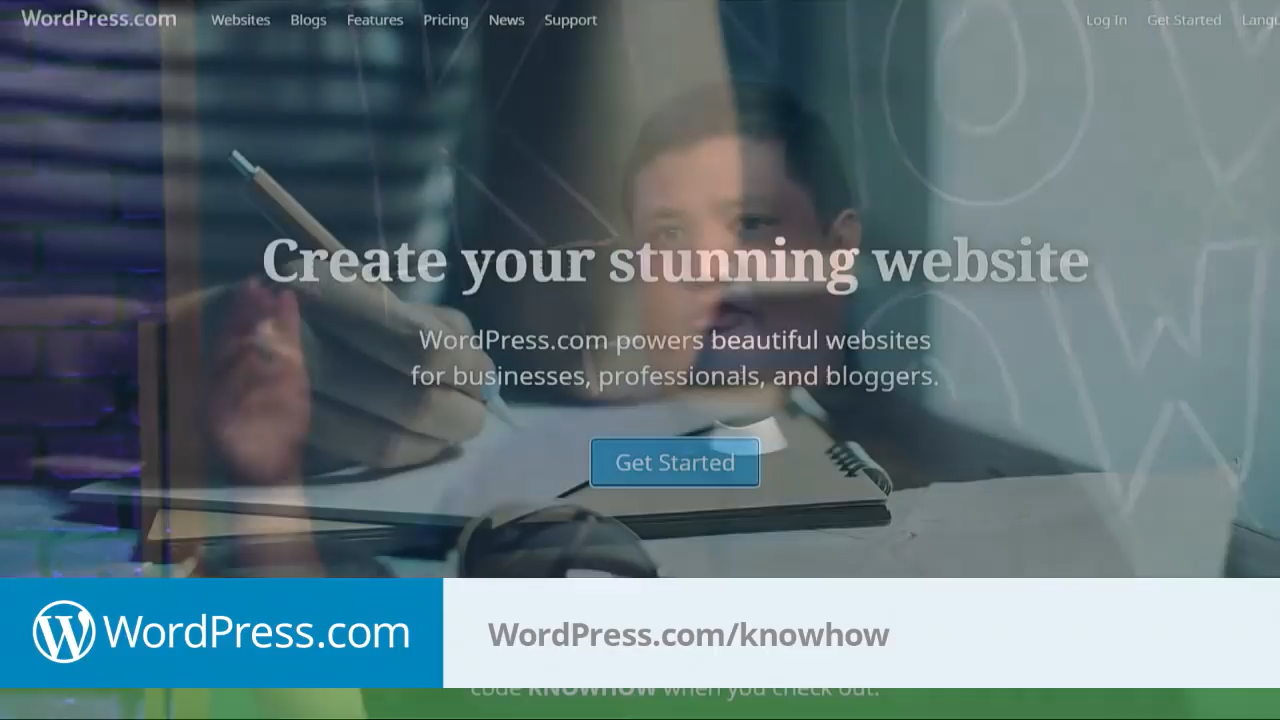 WordPress.com Websites Blogs Features Pricing News Support Log In Get Started Langu
Create your stunning website
WordPress.com powers beautiful websites
for businesses, professionals, and bloggers.
Get Started
WordPress.com
WordPress.com/knowhow
code KNOWHOW when you check out.